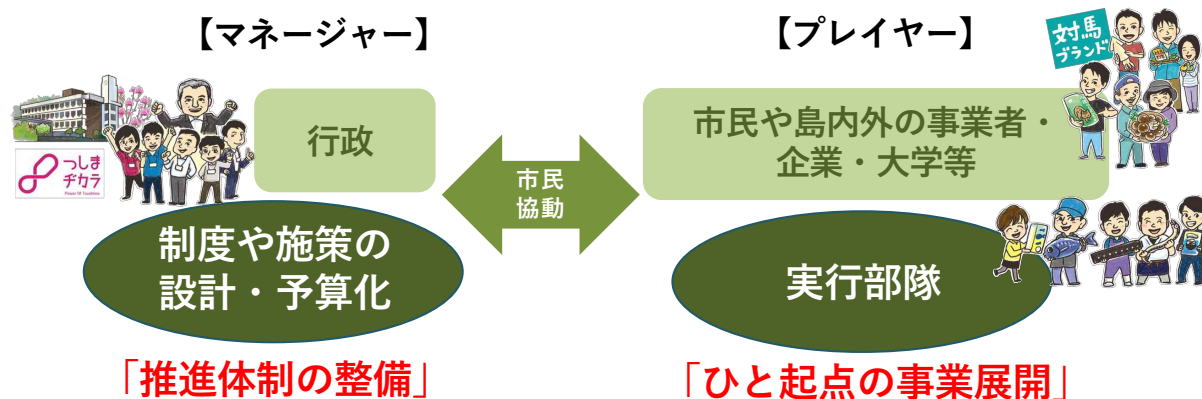 【マネージャー】
【プレイヤー】
対馬
ブランド
行政
市民や島内外の事業者・
企業・大学等
つしま
ヂカラ
Power Of Tsushima
市民
協動
制度や施策の
設計・予算化
実行部隊
「推進体制の整備」
「ひと起点の事業展開」